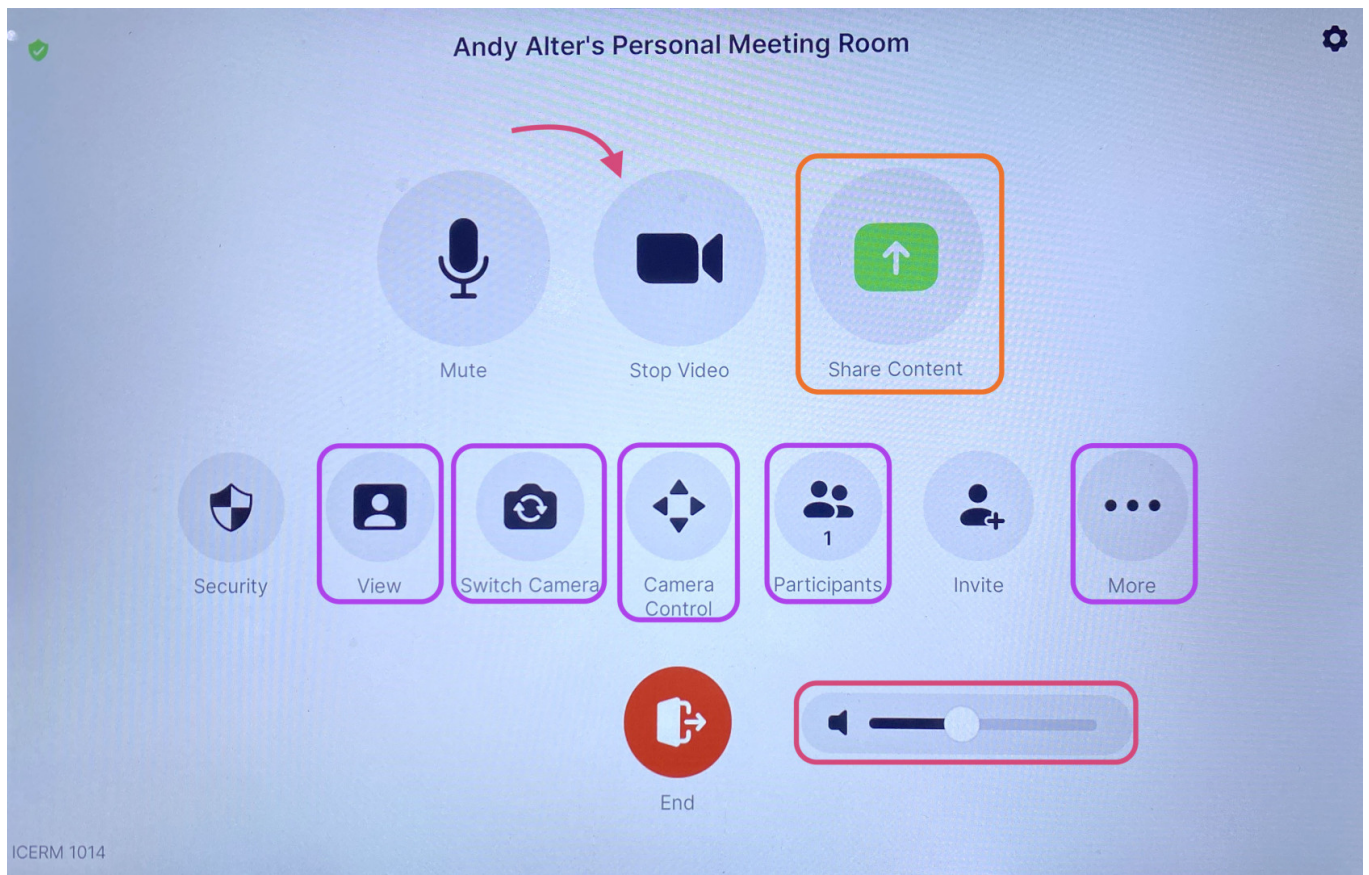 Andy Alter's Personal Meeting Room
Mute
Stop Video
Share Content
Security
View
Switch Camera
Camera
Control
Participants
1
Invite
More
End
ICERM 1014